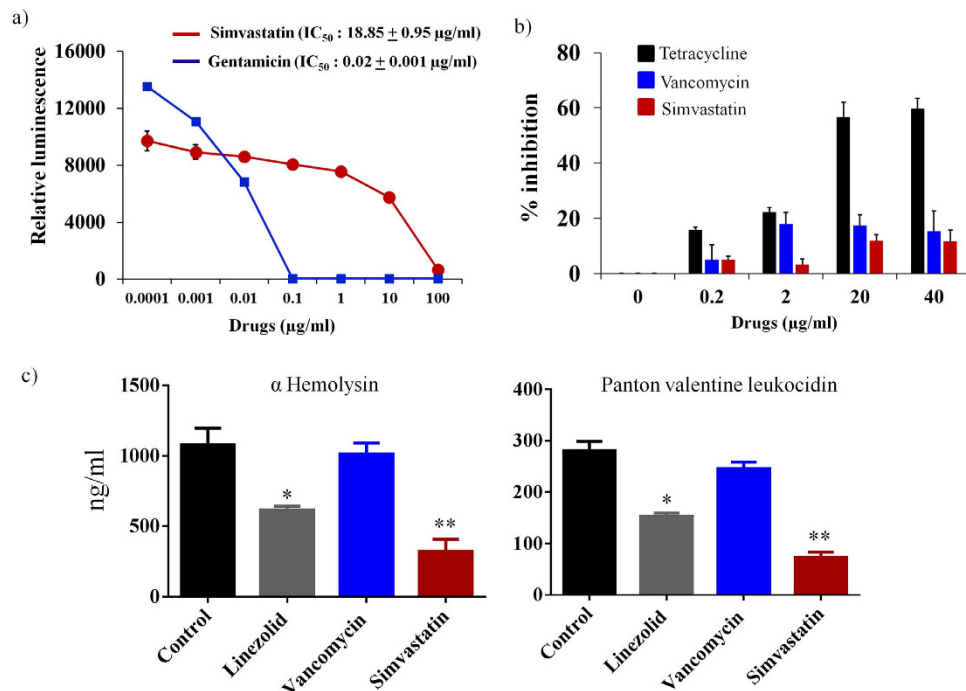 a)
Simvastatin (IC50 : 18.85 ± 0.95 µg/ml)
Gentamicin (IC50 : 0.02 ± 0.001 µg/ml)
Relative luminescence
16000
12000
8000
4000
0
0.0001 0.001 0.01 0.1 1 10 100
Drugs (µg/ml)
b)
Tetracycline
Vancomycin
Simvastatin
% inhibition
80
60
40
20
0
0 0.2 2 20 40
Drugs (µg/ml)
c)
α Hemolysin
ng/ml
1500
1000
500
0
*
**
Control Linezolid Vancomycin Simvastatin
Panton valentine leukocidin
400
300
200
100
0
*
**
Control Linezolid Vancomycin Simvastatin